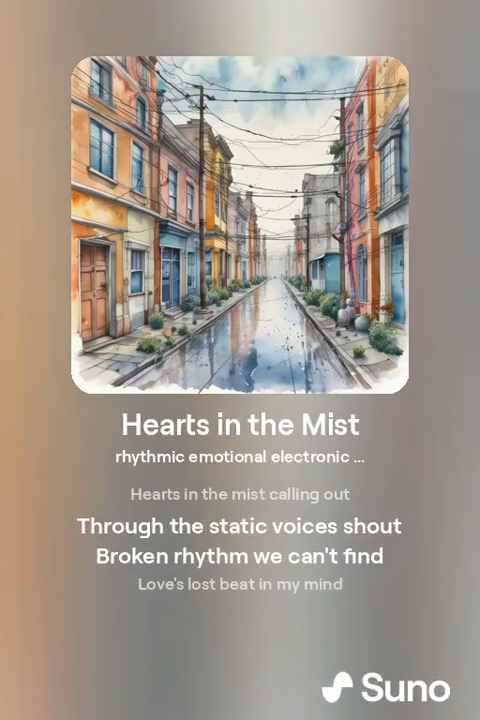 Hearts in the Mist
rhythmic emotional electronic ...
Hearts in the mist calling out
Through the static voices shout
Broken rhythm we can't find
Love's lost beat in my mind
Suno